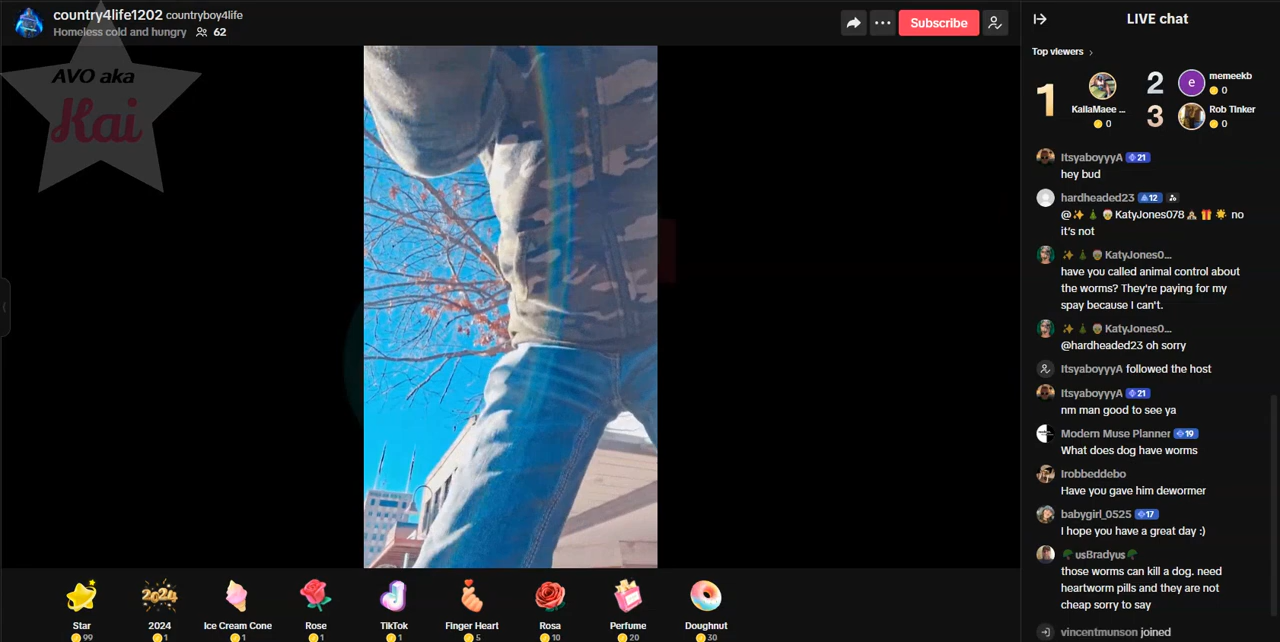 country4life1202 countryboy4life
Homeless cold and hungry 62
Subscribe
LIVE chat
AVO aka
Kai
Top viewers
1
KallaMaee ...
0
2
e
memeekb
0
3
Rob Tinker
0
ItsyaboyyyA 21
hey bud
hardheaded23 12
@✨🎄🤶KatyJones078⛪🎁🌟 no
it's not
✨🎄🤶KatyJones0...
have you called animal control about
the worms? They're paying for my
spay because I can't.
✨🎄🤶KatyJones0...
@hardheaded23 oh sorry
ItsyaboyyyA followed the host
ItsyaboyyyA 21
nm man good to see ya
Modern Muse Planner 19
What does dog have worms
Irobbeddebo
Have you gave him dewormer
babygirl_0525 17
I hope you have a great day :)
🌳usBradyus🌳
those worms can kill a dog. need
heartworm pills and they are not
cheap sorry to say
vincentmunson joined
2024
Star 2024 Ice Cream Cone Rose TikTok Finger Heart Rosa Perfume Doughnut
99 1 1 1 1 5 10 20 30